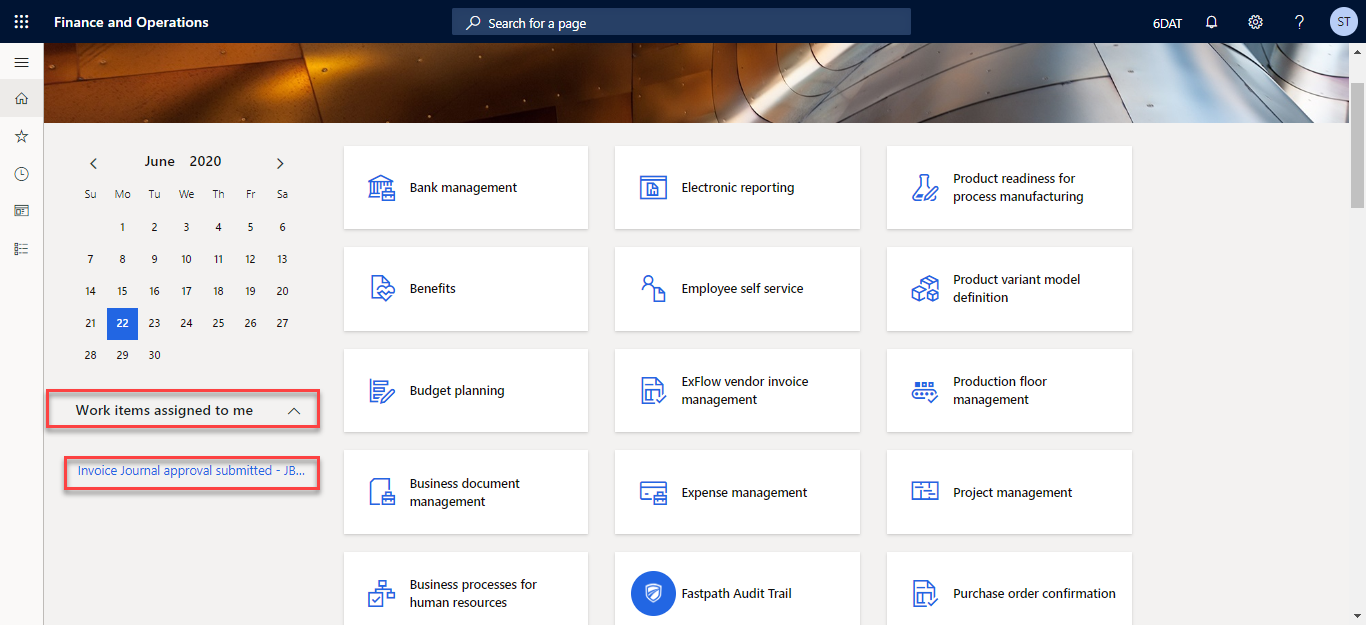 Finance and Operations
Search for a page
6DAT
ST
June 2020
Su Mo Tu We Th Fr Sa
1 2 3 4 5 6
7 8 9 10 11 12 13
14 15 16 17 18 19 20
21 22 23 24 25 26 27
28 29 30
Work items assigned to me
Invoice Journal approval submitted - JB...
Bank management
Electronic reporting
Product readiness for
process manufacturing
Benefits
Employee self service
Product variant model
definition
Budget planning
ExFlow vendor invoice
management
Production floor
management
Business document
management
Expense management
Project management
Business processes for
human resources
Fastpath Audit Trail
Purchase order confirmation